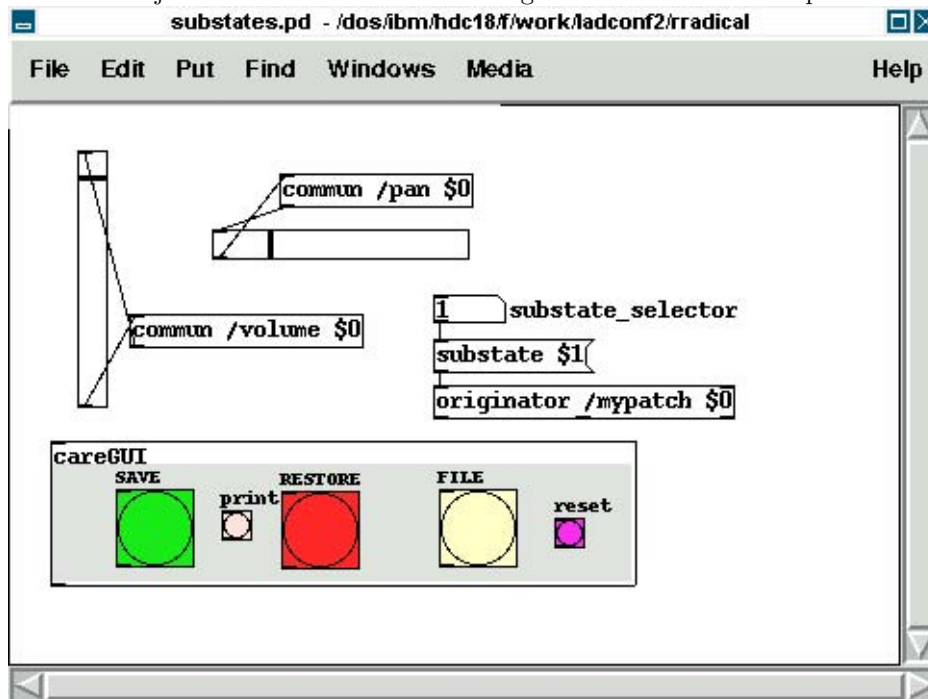 substates.pd - /dos/ibm/hdc18/f/work/ladconf2/rradical
File Edit Put Find Windows Media Help
commun /pan $0
1 substate_selector
commun /volume $0
substate $1
originator /mypatch $0
careGUI
SAVE RESTORE FILE
print reset